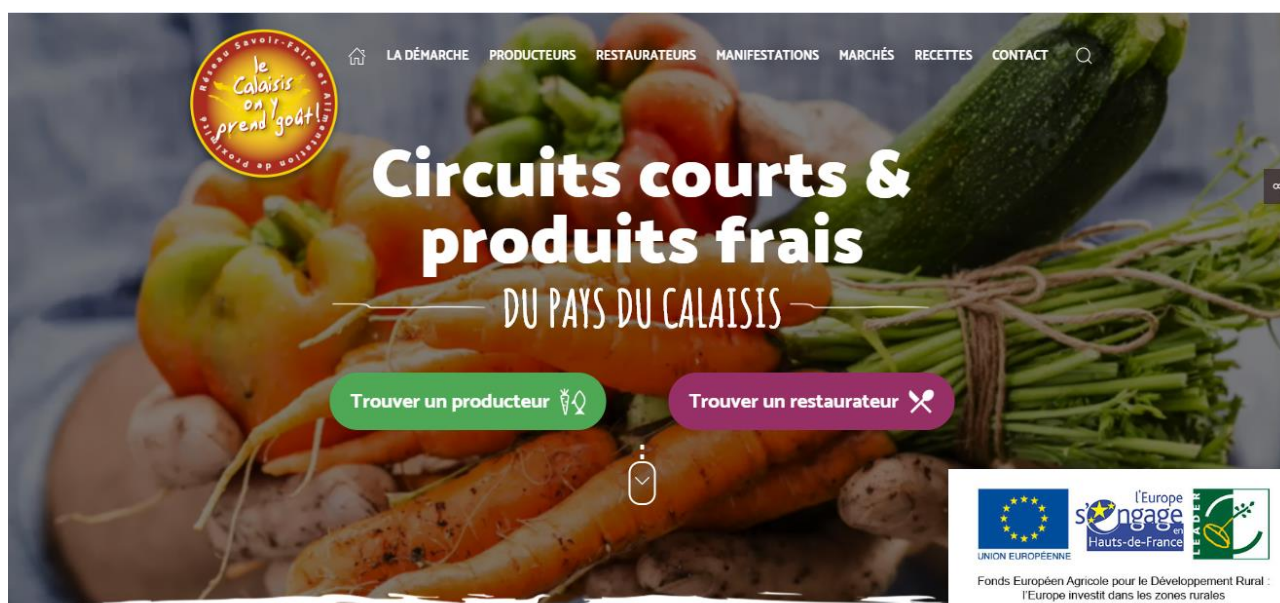 Réseau Savoir-Faire et Alimentation de Proximité
le
Calaisis
on y
prend goût!
LA DÉMARCHE PRODUCTEURS RESTAURATEURS MANIFESTATIONS MARCHÉS RECETTES CONTACT
Circuits courts &
produits frais
DU PAYS DU CALAISIS
Trouver un producteur
Trouver un restaurateur
UNION EUROPÉENNE
l'Europe
s'engage
en
Hauts-de-France
LEADER
Fonds Européen Agricole pour le Développement Rural :
l'Europe investit dans les zones rurales